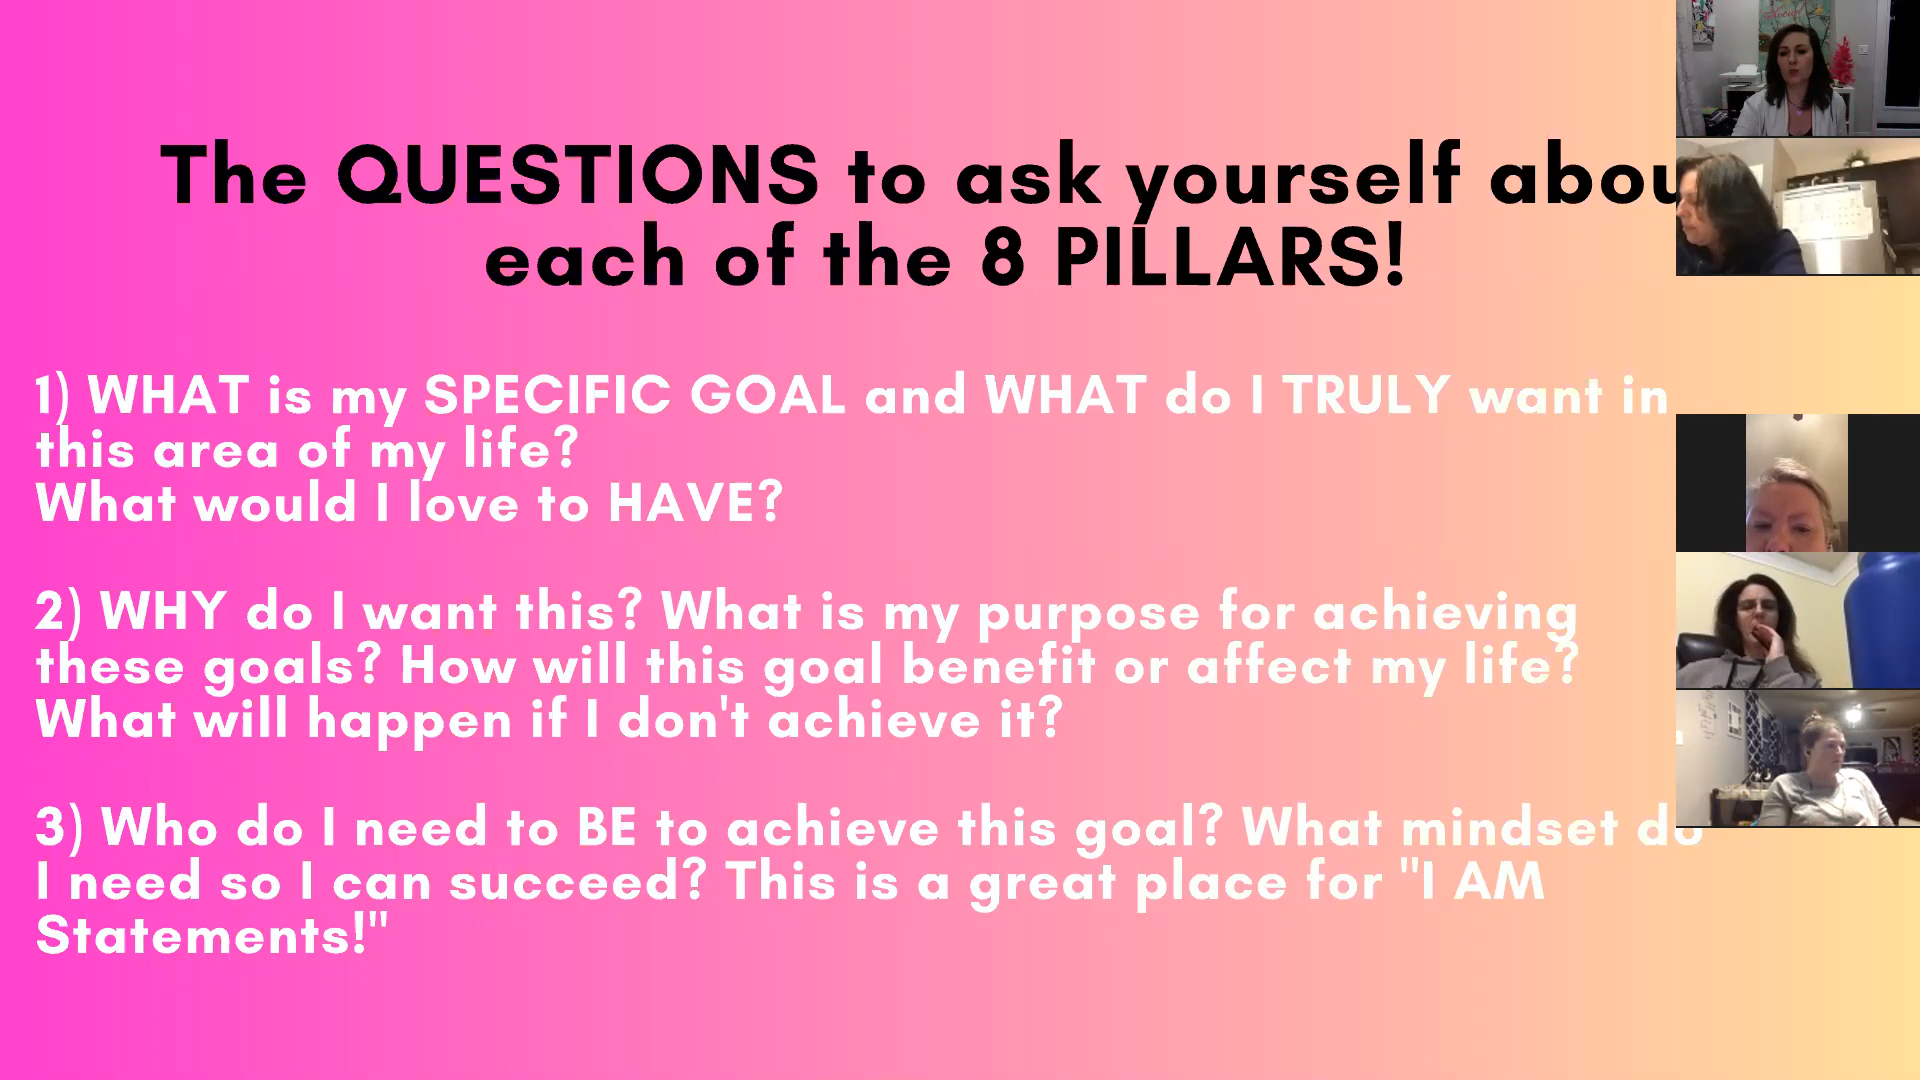 The QUESTIONS to ask yourself
each of the 8 PILLARS!
1) WHAT is my SPECIFIC GOAL and WHAT do I TRULY want in
this area of my life?
What would I love to HAVE?
2) WHY do I want this? What is my purpose for achieving
these goals? How will this goal benefit or affect my life?
What will happen if I don't achieve it?
3) Who do I need to BE to achieve this goal? What mindset do
I need so I can succeed? This is a great place for "I AM
Statements!"